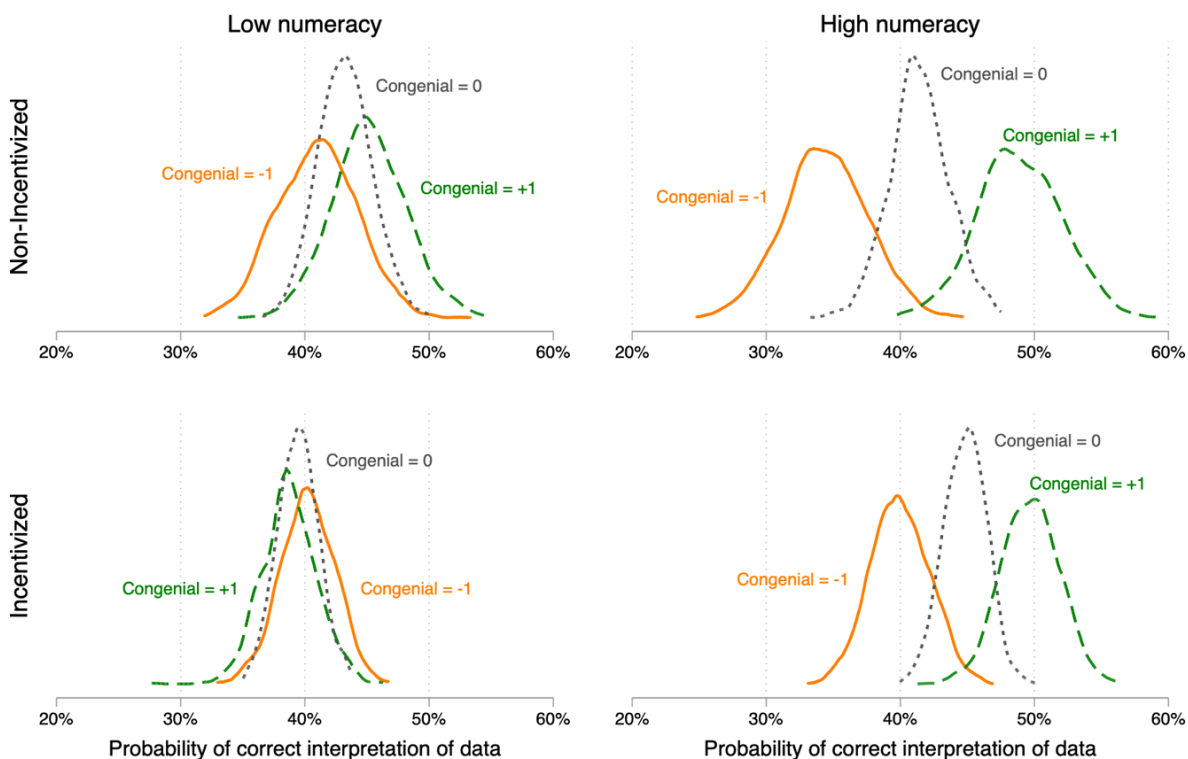 Low numeracy
High numeracy
Non-Incentivized
Congenial = 0
Congenial = -1
Congenial = +1
20% 30% 40% 50% 60%
Congenial = 0
Congenial = +1
Congenial = -1
20% 30% 40% 50% 60%
Incentivized
Congenial = 0
Congenial = +1
Congenial = -1
20% 30% 40% 50% 60%
Probability of correct interpretation of data
Congenial = 0
Congenial = +1
Congenial = -1
20% 30% 40% 50% 60%
Probability of correct interpretation of data